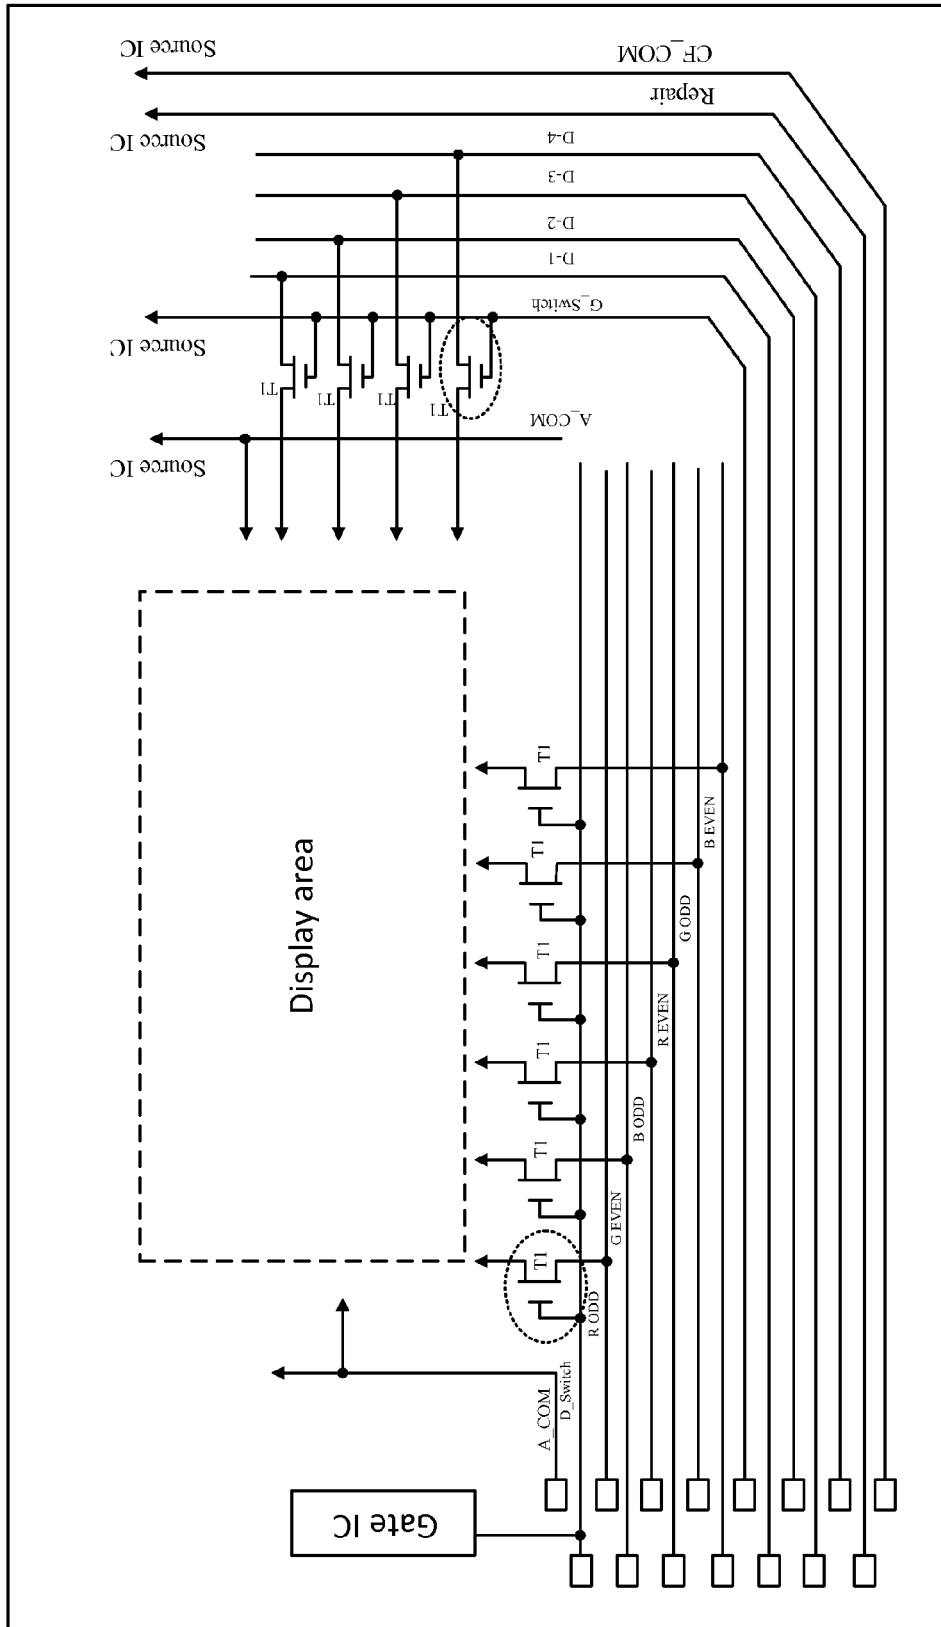 Source IC
CF_COM
Repair
Source IC
D-4
D-3
D-2
D-1
G_Switch
Source IC
T1
T1
T1
T1
A_COM
Source IC
Display area
T1
T1
T1
T1
T1
T1
B EVEN
G ODD
R EVEN
B ODD
G EVEN
R ODD
D_Switch
A_COM
Gate IC